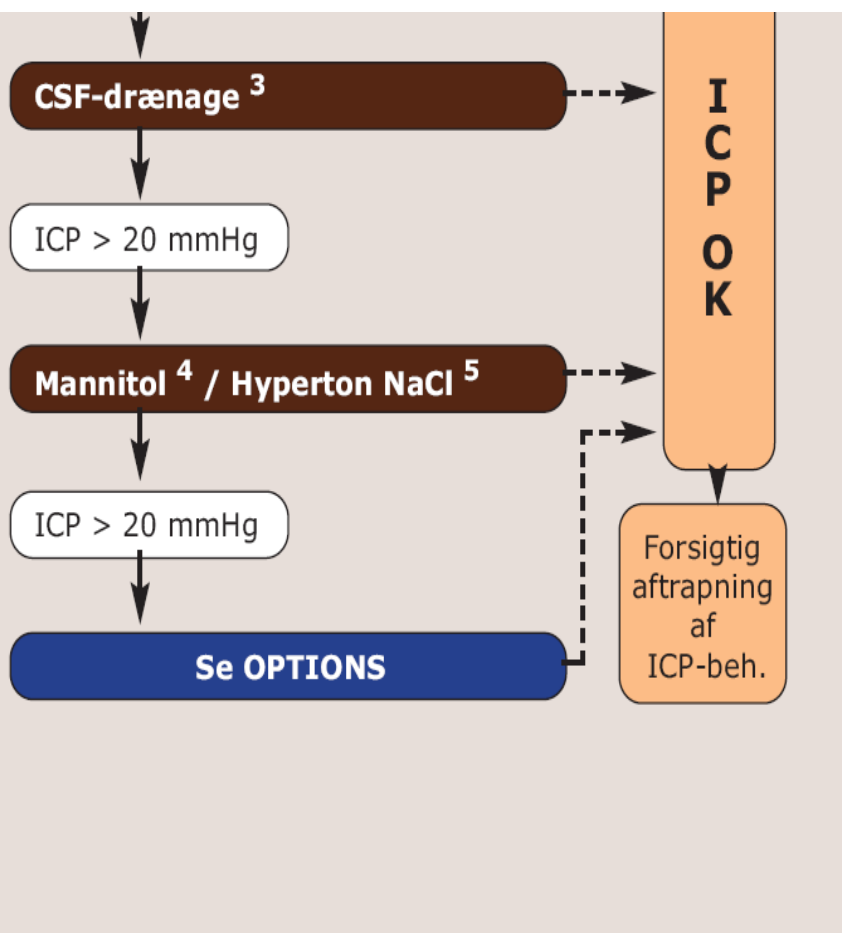 CSF-drænage 3
ICP > 20 mmHg
Mannitol 4 / Hyperton NaCl 5
ICP > 20 mmHg
Se OPTIONS
I
C
P
O
K
Forsigtig
aftrapning
af
ICP-beh.